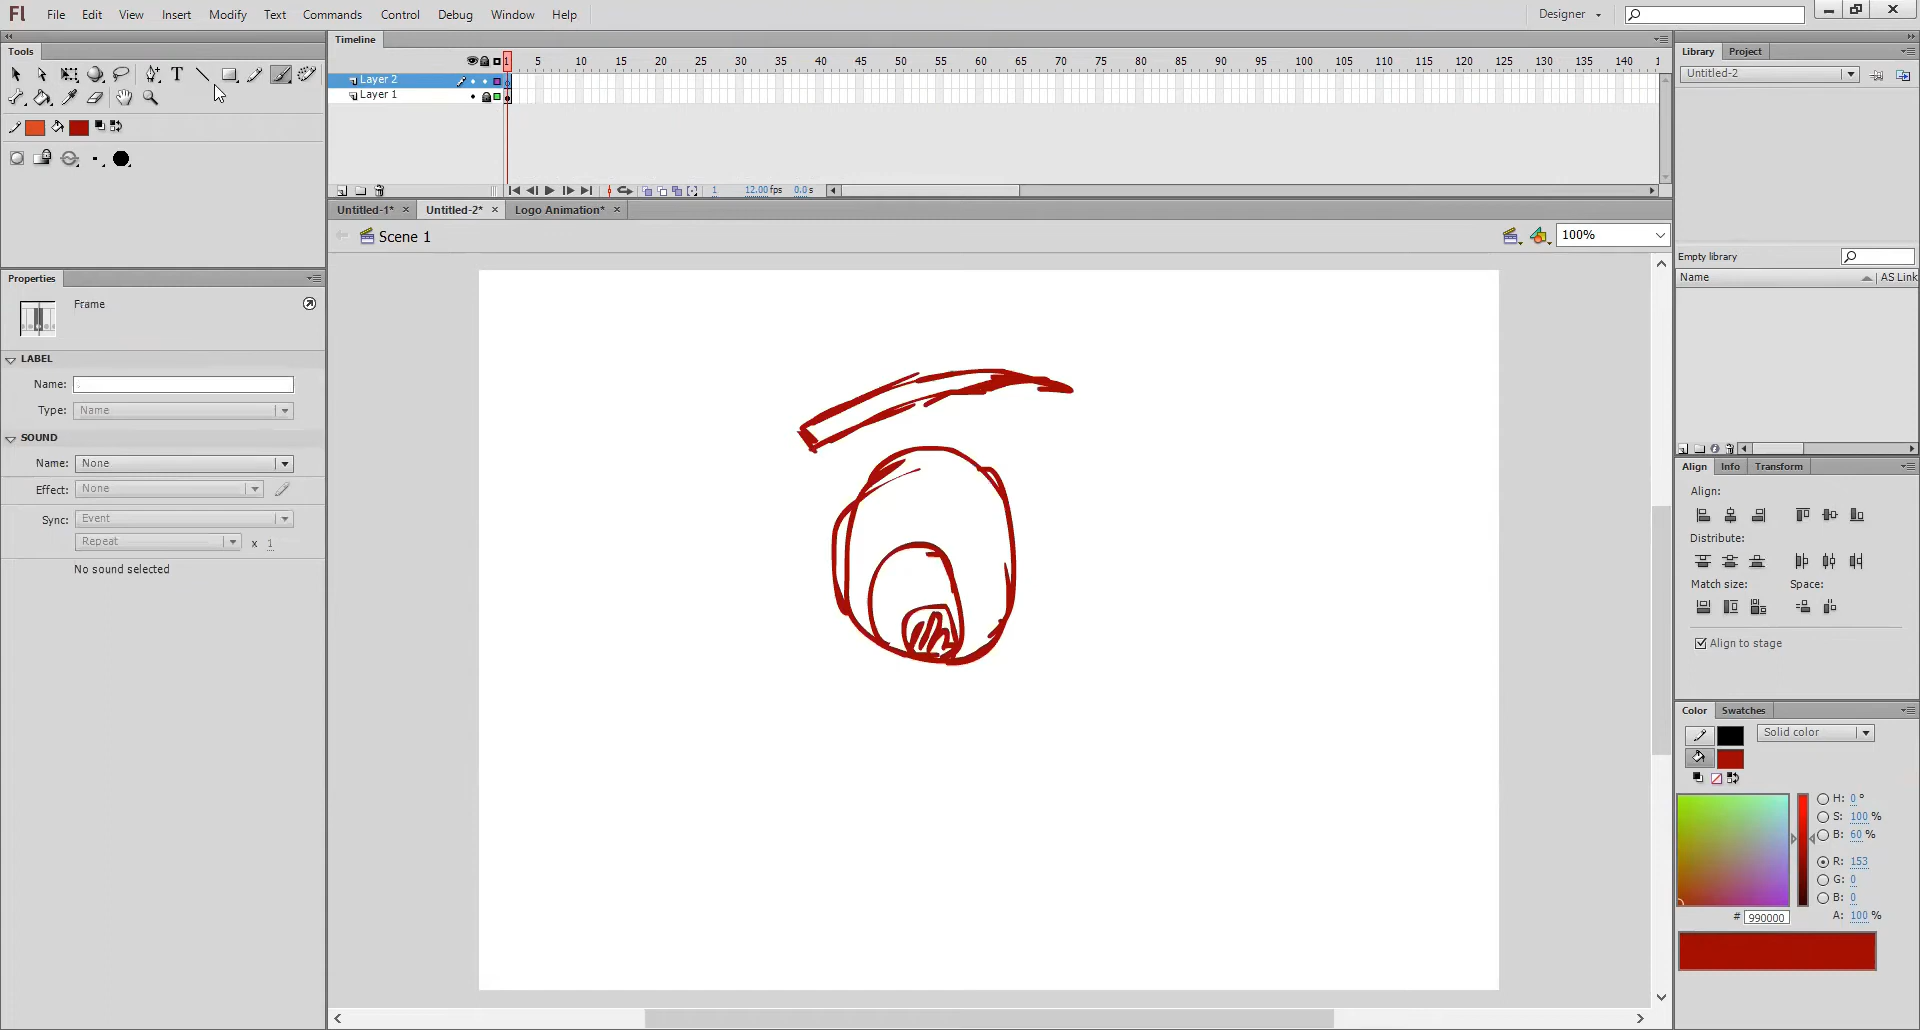 Fl File Edit View Insert Modify Text Commands Control Debug Window Help Designer
Tools
Timeline
Library Project
1 5 10 15 20 25 30 35 40 45 50 55 60 65 70 75 80 85 90 95 100 105 110 115 120 125 130 135 140 1
Untitled-2
Layer 2
Layer 1
1 12.00 fps 0.0 s
Untitled-1* × Untitled-2* × Logo Animation* ×
Scene 1
100%
Empty library
Name AS Link
Properties
Frame
LABEL
Name:
Type: Name
SOUND
Name: None
Effect: None
Sync: Event
Repeat x 1
No sound selected
Align Info Transform
Align:
Distribute:
Match size: Space:
Align to stage
Color Swatches
Solid color
H: 0 °
S: 100 %
B: 60 %
R: 153
G: 0
B: 0
# 990000 A: 100 %